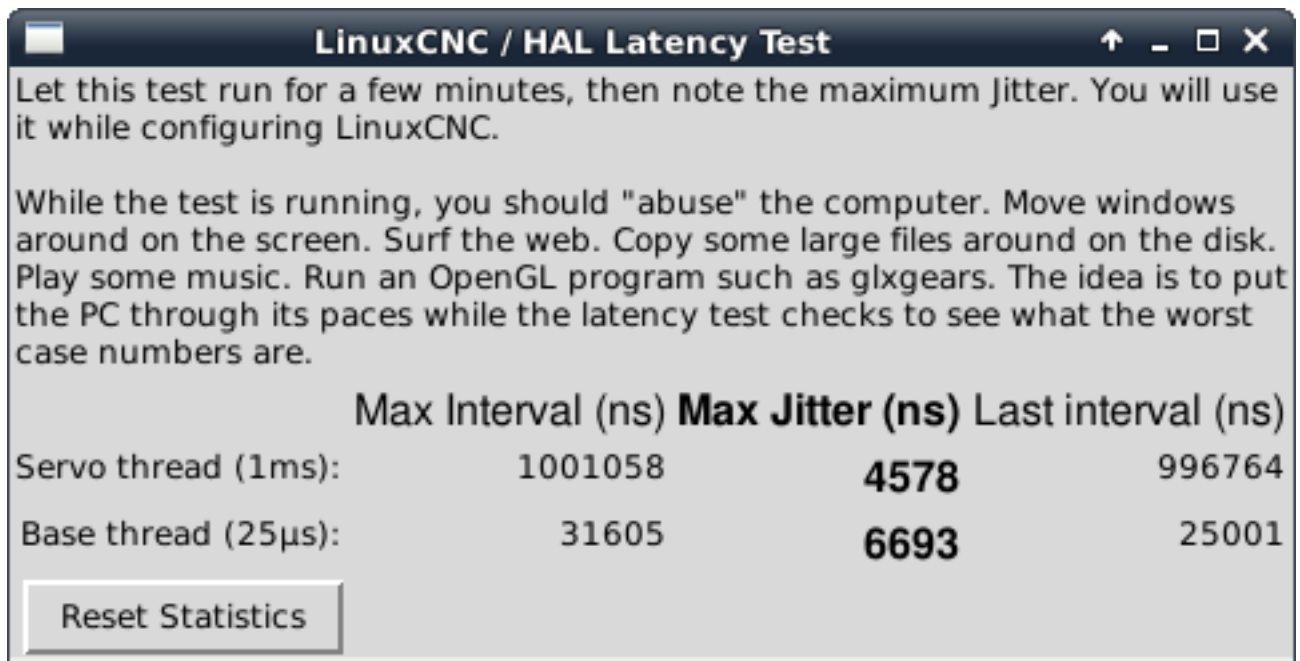 LinuxCNC / HAL Latency Test
Let this test run for a few minutes, then note the maximum Jitter. You will use
it while configuring LinuxCNC.
While the test is running, you should "abuse" the computer. Move windows
around on the screen. Surf the web. Copy some large files around on the disk.
Play some music. Run an OpenGL program such as glxgears. The idea is to put
the PC through its paces while the latency test checks to see what the worst
case numbers are.
Max Interval (ns) Max Jitter (ns) Last interval (ns)
Servo thread (1ms): 1001058 4578 996764
Base thread (25µs): 31605 6693 25001
Reset Statistics